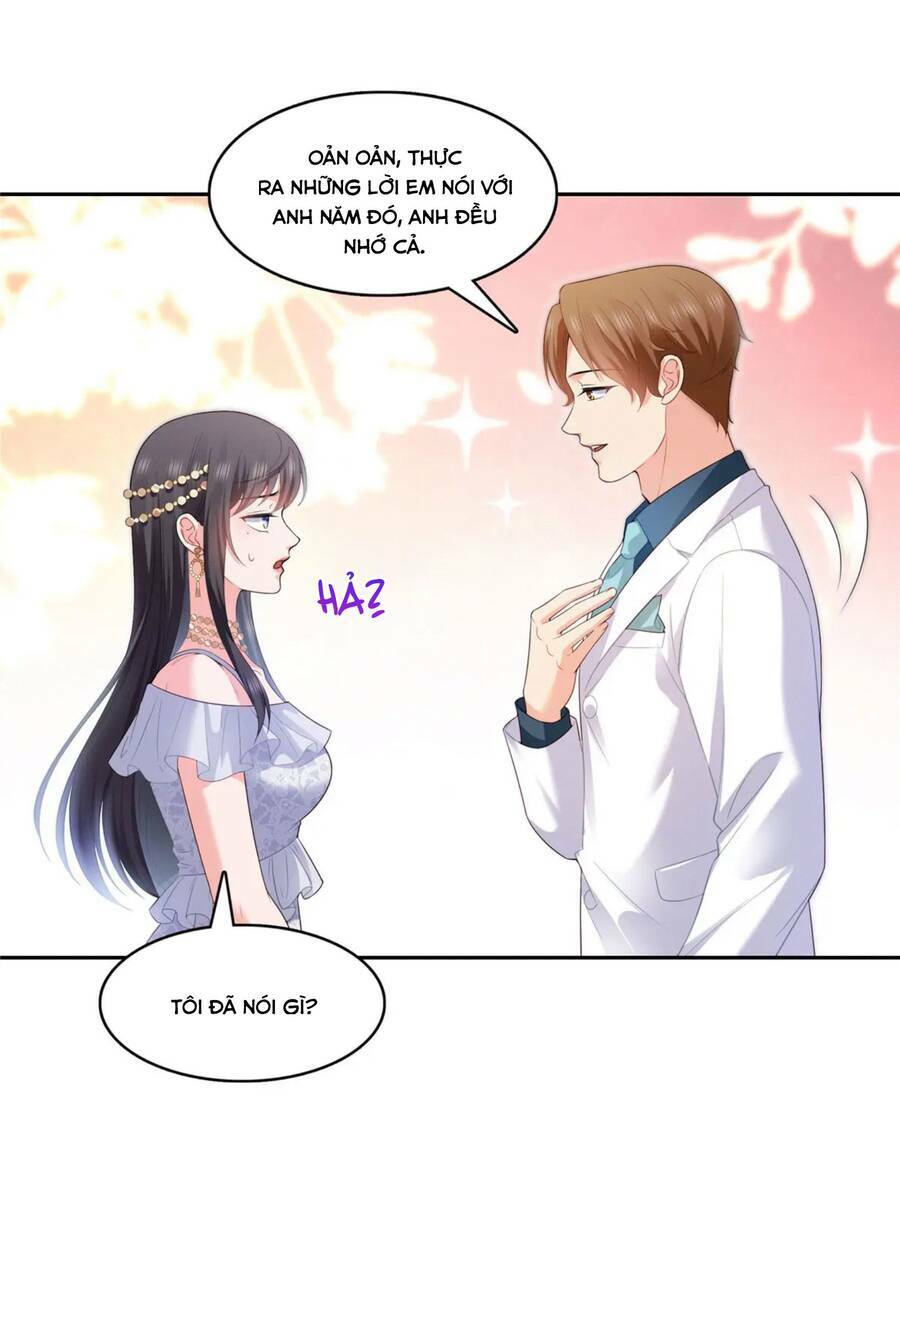 OẢN OẢN, THỰC
RA NHỮNG LỜI EM NÓI VỚI
ANH NĂM ĐÓ, ANH ĐỀU
NHỚ CẢ.
HẢ?
TÔI ĐÃ NÓI GÌ?